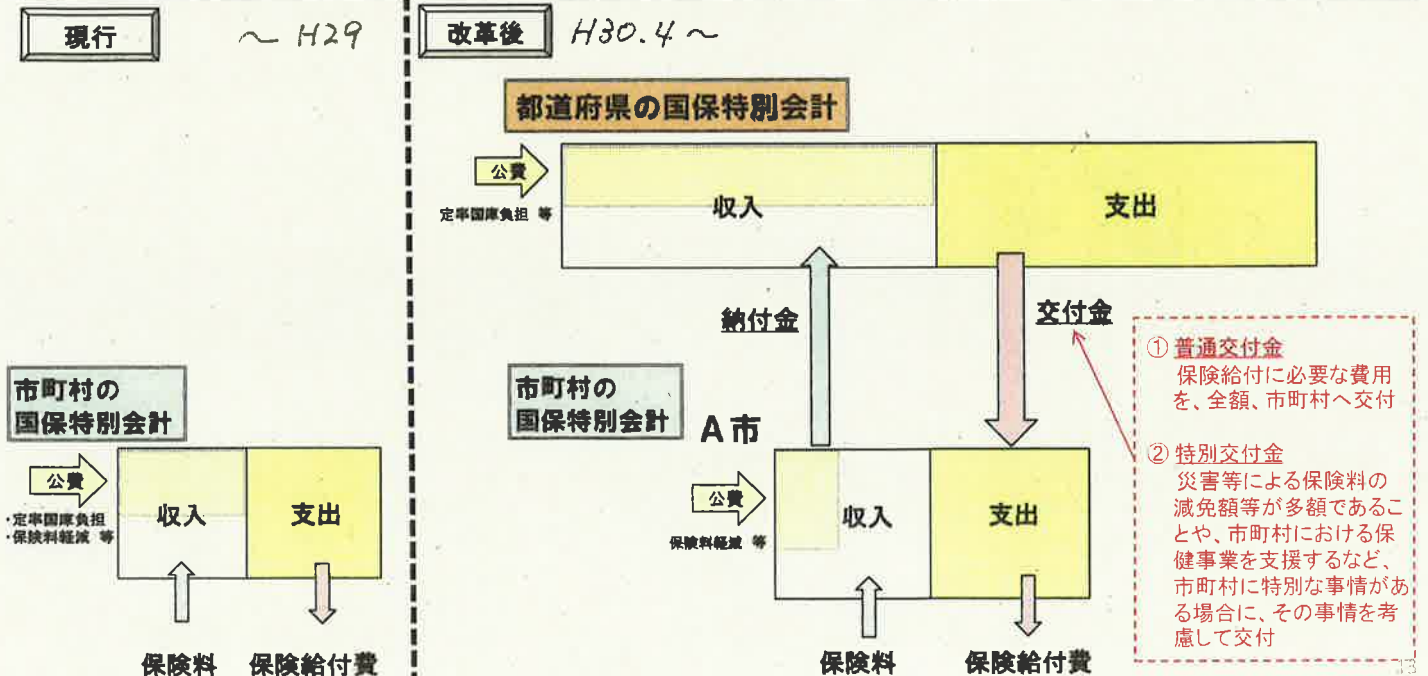 現行
～ H29
改革後
H30.4～
都道府県の国保特別会計
公費
定率国庫負担 等
収入
支出
納付金
交付金
① 普通交付金
保険給付に必要な費用
を、全額、市町村へ交付
② 特別交付金
災害等による保険料の
減免額等が多額であるこ
とや、市町村における保
健事業を支援するなど、
市町村に特別な事情があ
る場合に、その事情を考
慮して交付
市町村の
国保特別会計
公費
・定率国庫負担
・保険料軽減 等
収入
支出
保険料
保険給付費
市町村の
国保特別会計
A市
公費
保険料軽減 等
収入
支出
保険料
保険給付費
13